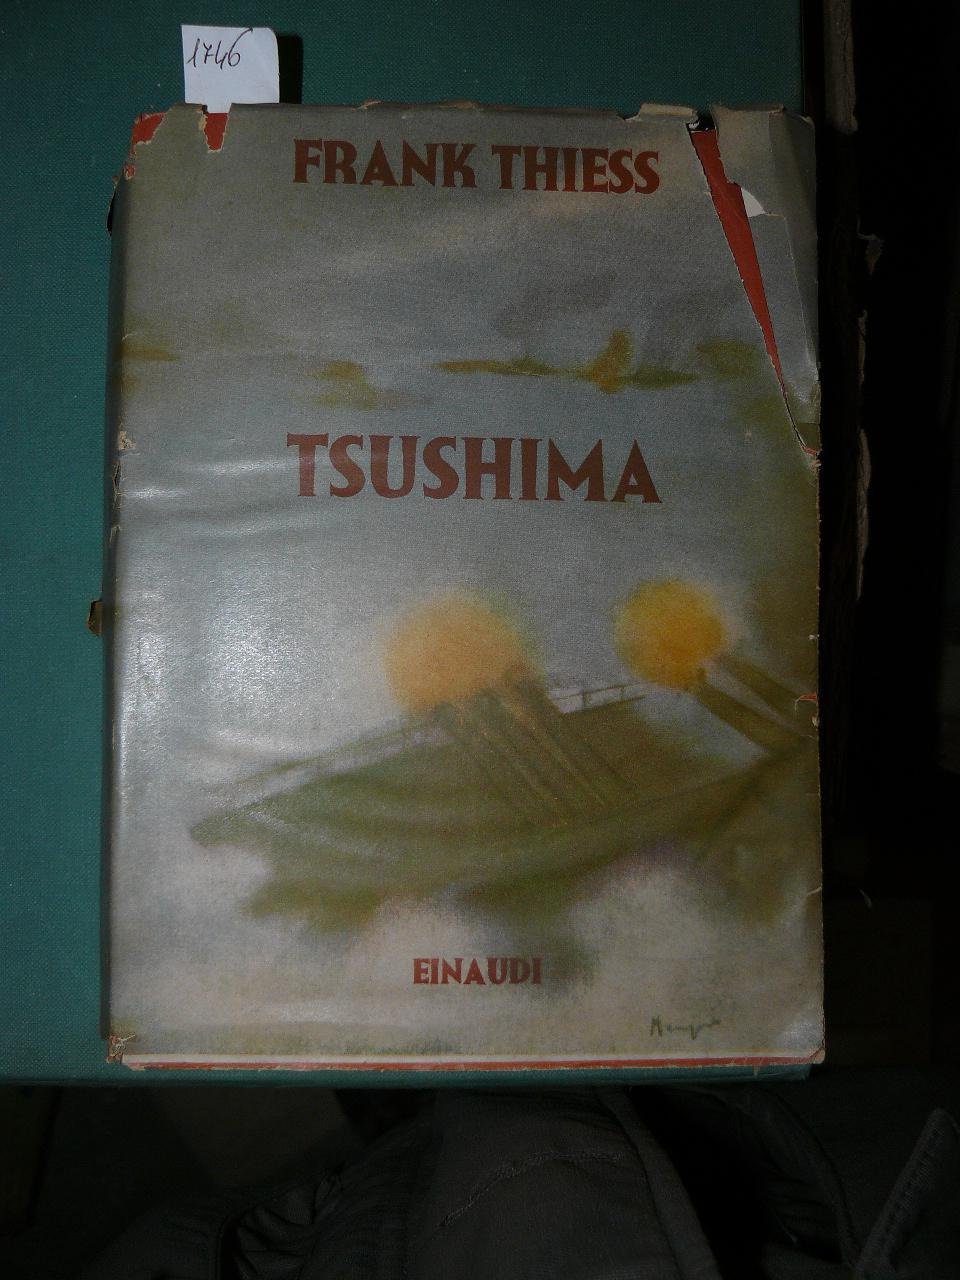 1746
FRANK THIESS
TSUSHIMA
EINAUDI